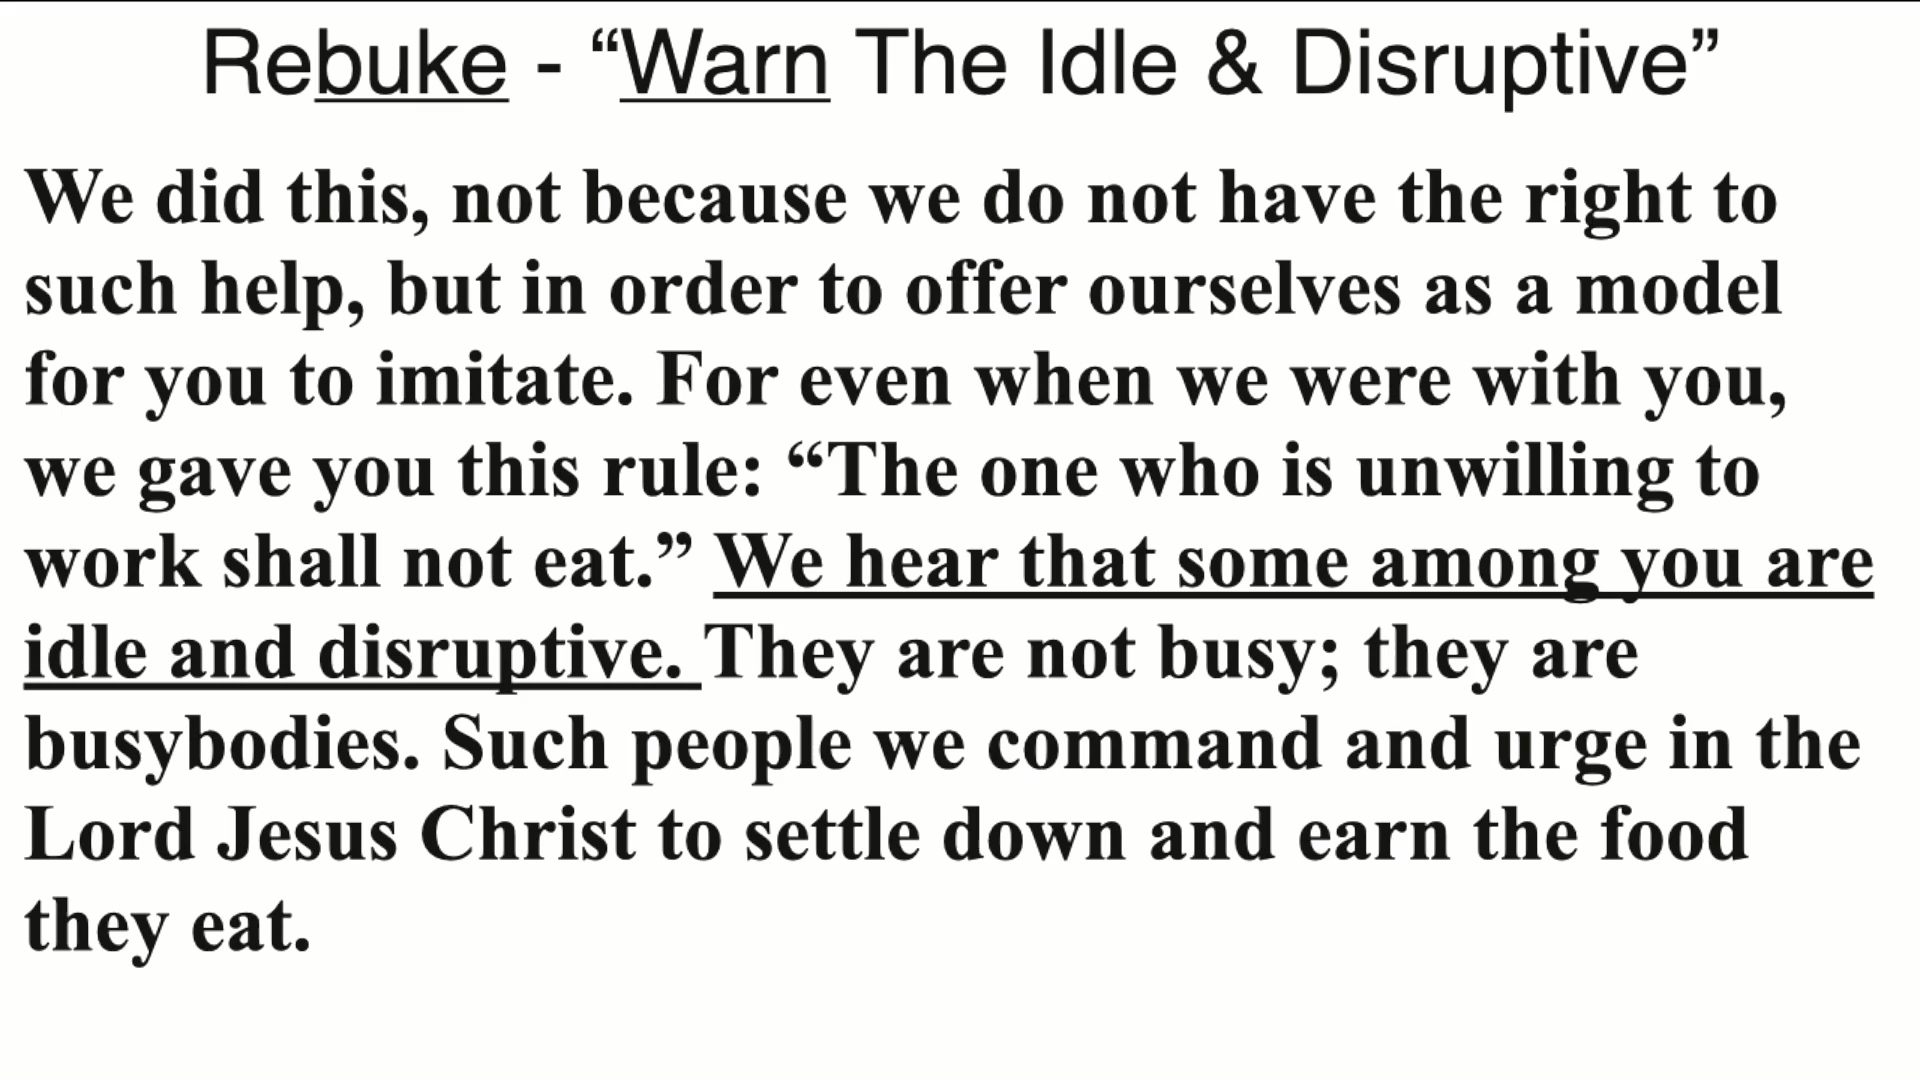 Rebuke - “Warn The Idle & Disruptive”
We did this, not because we do not have the right to
such help, but in order to offer ourselves as a model
for you to imitate. For even when we were with you,
we gave you this rule: “The one who is unwilling to
work shall not eat.” We hear that some among you are
idle and disruptive. They are not busy; they are
busybodies. Such people we command and urge in the
Lord Jesus Christ to settle down and earn the food
they eat.